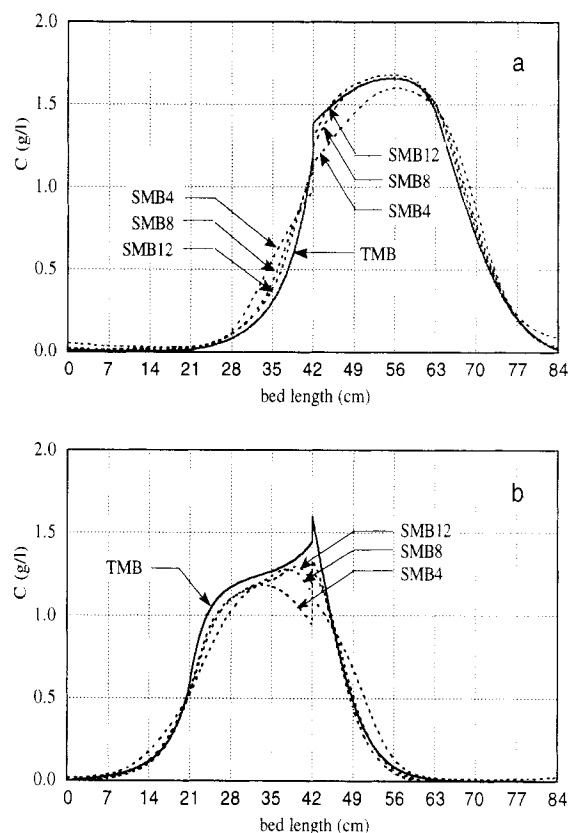 2.0
a
1.5
C (g/l)
SMB12
SMB8
SMB4
1.0
SMB4
SMB8
SMB12
TMB
0.5
0.0
0 7 14 21 28 35 42 49 56 63 70 77 84
bed length (cm)
2.0
b
1.5
C (g/l)
TMB
SMB12
SMB8
SMB4
1.0
0.5
0.0
0 7 14 21 28 35 42 49 56 63 70 77 84
bed length (cm)